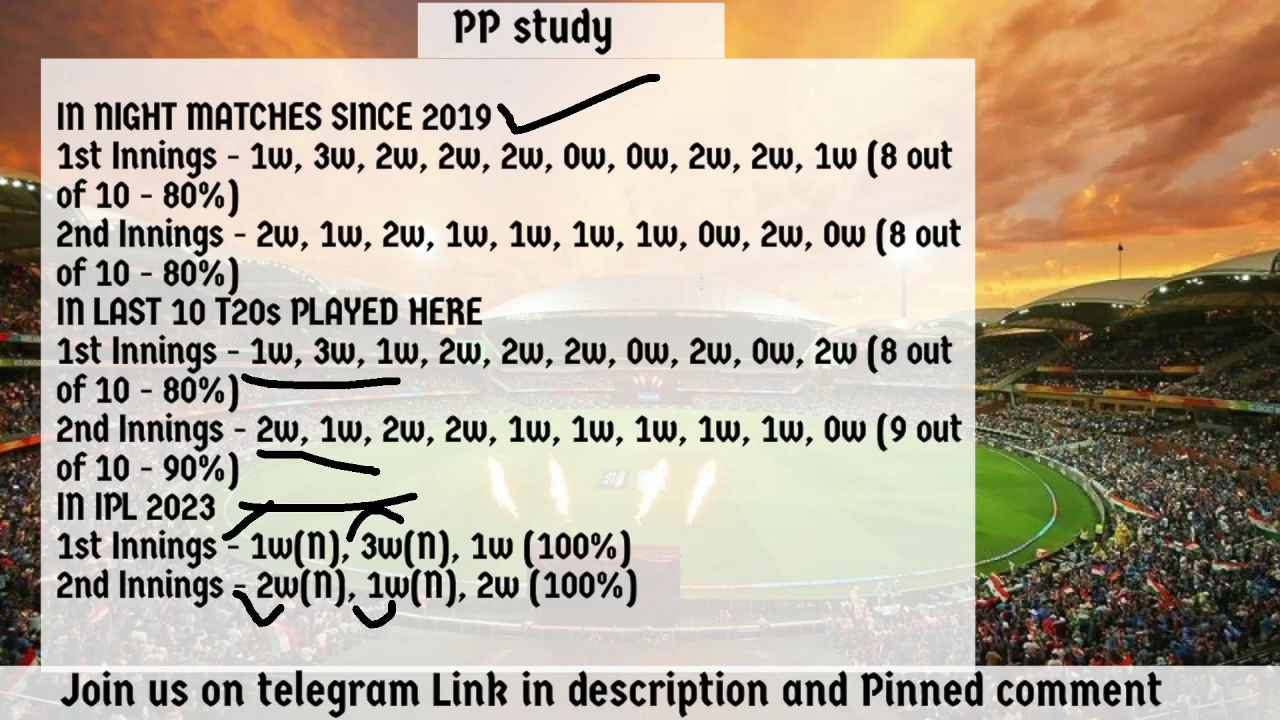 PP study
IN NIGHT MATCHES SINCE 2019
1st Innings - 1w, 3w, 2w, 2w, 2w, 0w, 0w, 2w, 2w, 1w (8 out
of 10 - 80%)
2nd Innings - 2w, 1w, 2w, 1w, 1w, 1w, 1w, 0w, 2w, 0w (8 out
of 10 - 80%)
IN LAST 10 T20s PLAYED HERE
1st Innings - 1w, 3w, 1w, 2w, 2w, 2w, 0w, 2w, 0w, 2w (8 out
of 10 - 80%)
2nd Innings - 2w, 1w, 2w, 2w, 1w, 1w, 1w, 1w, 1w, 0w (9 out
of 10 - 90%)
IN IPL 2023
1st Innings - 1w(N), 3w(N), 1w (100%)
2nd Innings - 2w(N), 1w(N), 2w (100%)
Join us on telegram Link in description and Pinned comment